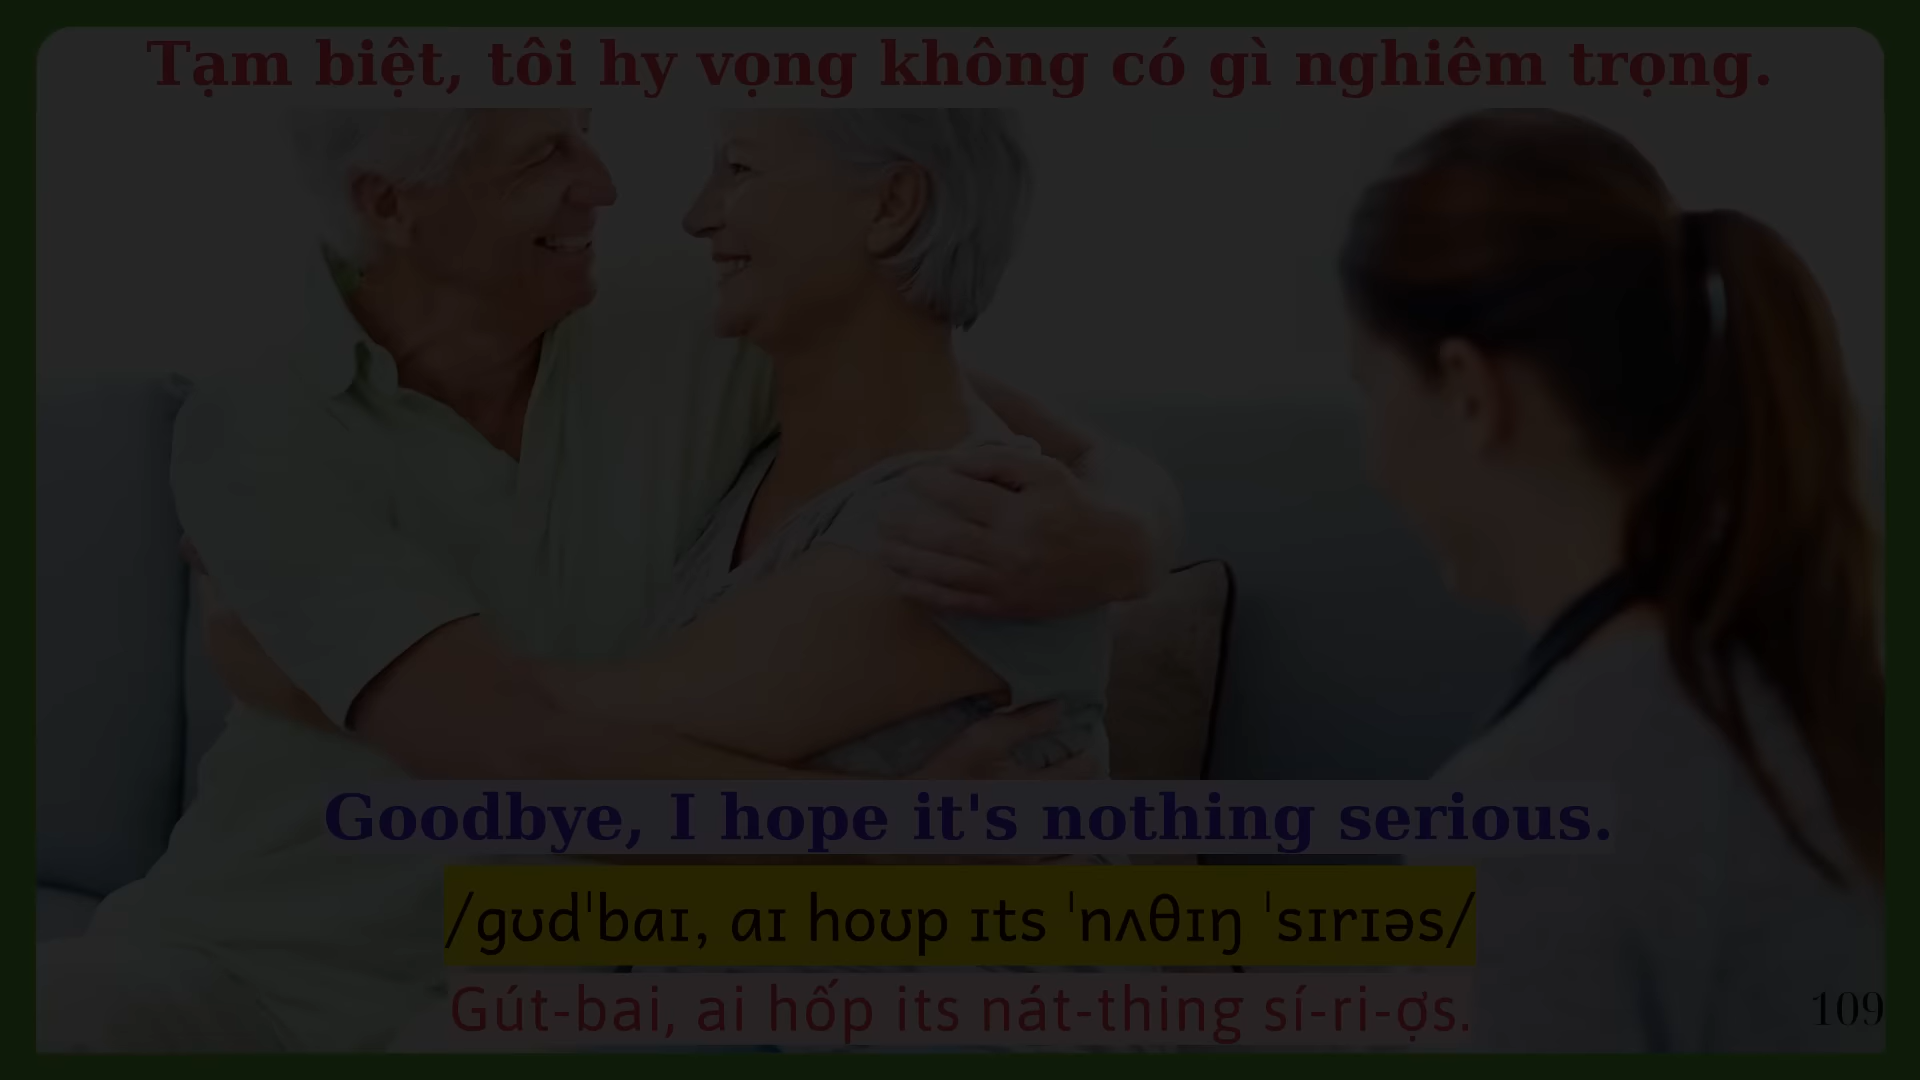 Tạm biệt, tôi hy vọng không có gì nghiêm trọng.
Goodbye, I hope it's nothing serious.
/ɡʊdˈbaɪ, aɪ hoʊp ɪts ˈnʌθɪŋ ˈsɪrɪəs/
Gút-bai, ai hốp its nát-thing sí-ri-ợs.
109